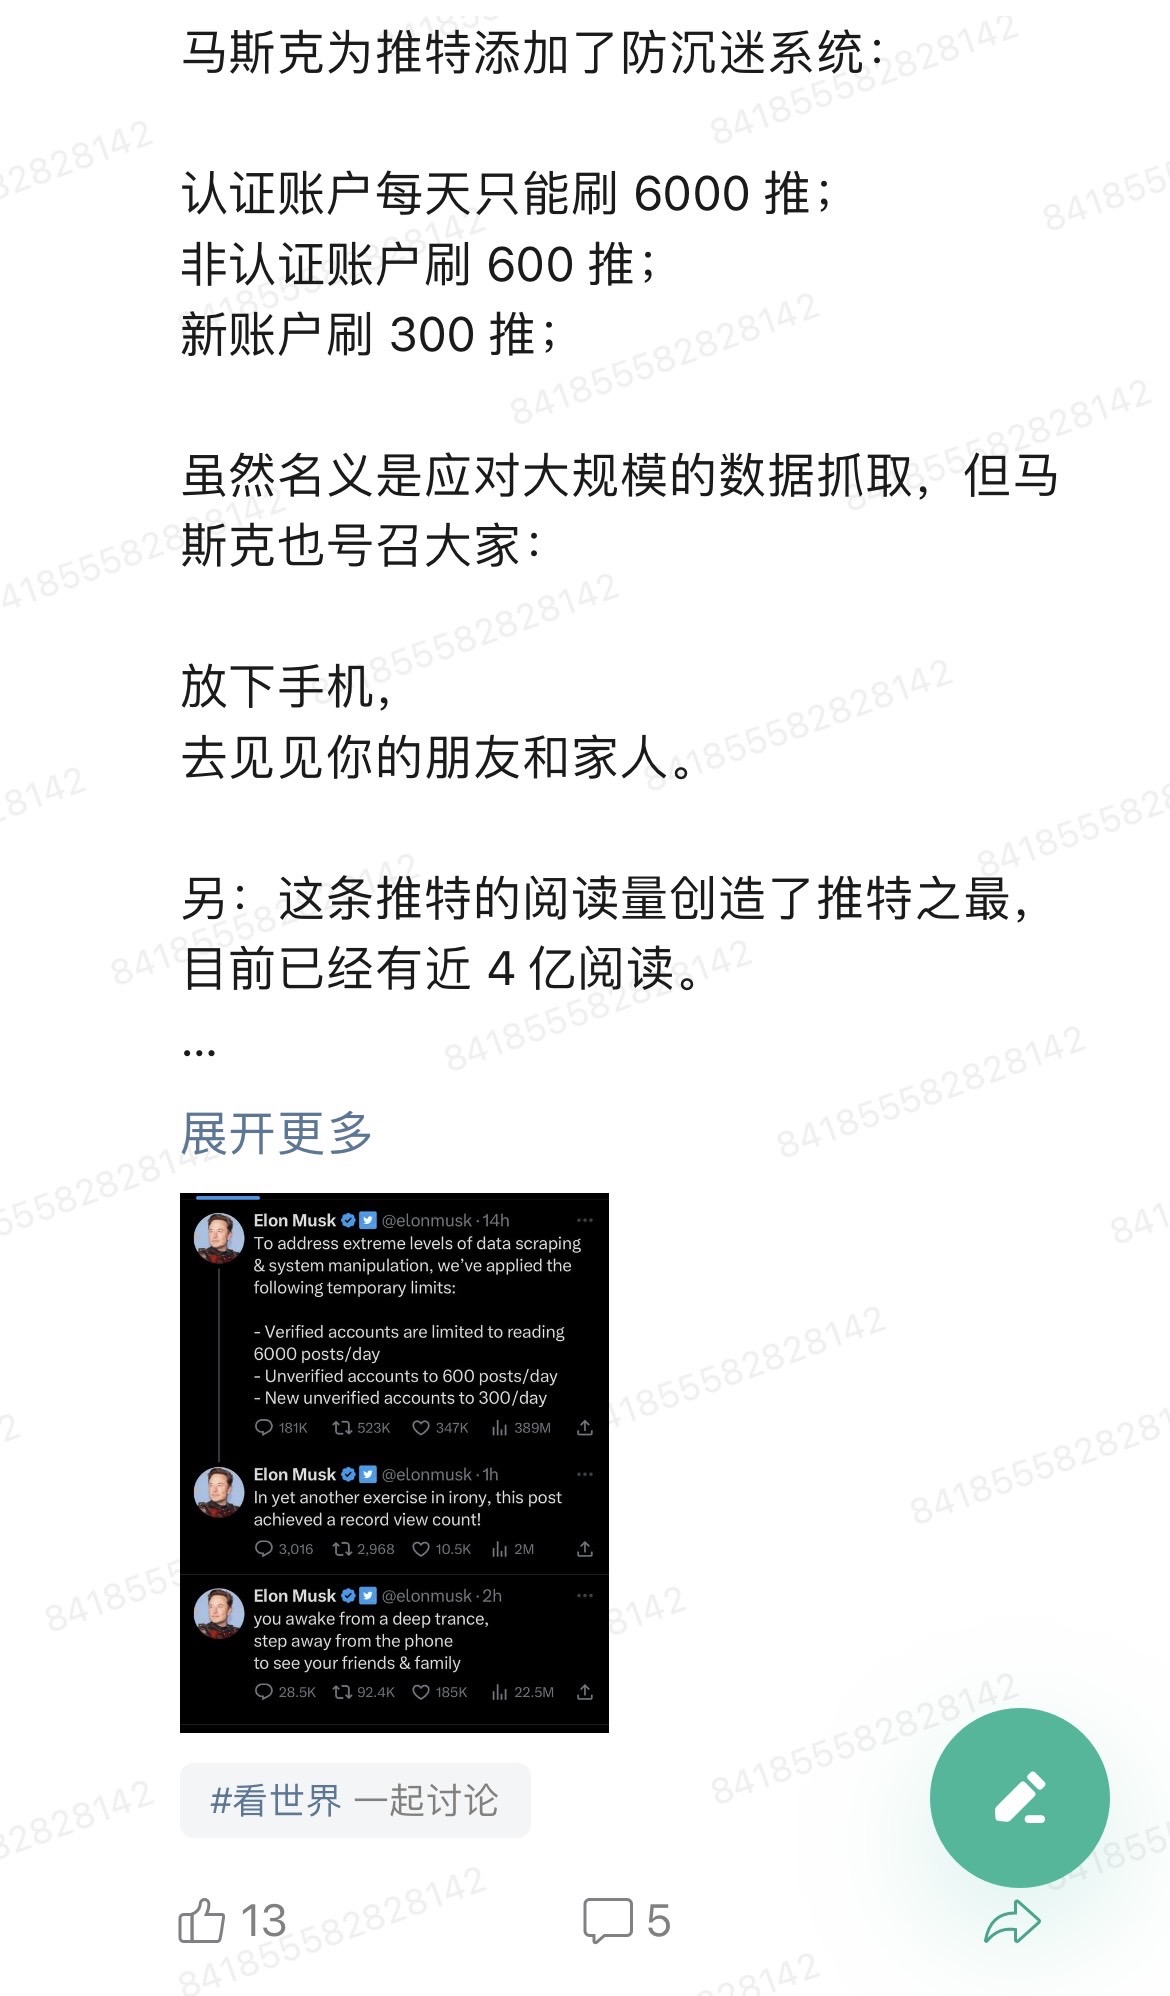 马斯克为推特添加了防沉迷系统：
认证账户每天只能刷 6000 推；
非认证账户刷 600 推；
新账户刷 300 推；
虽然名义是应对大规模的数据抓取，但马
斯克也号召大家：
放下手机，
去见见你的朋友和家人。
另：这条推特的阅读量创造了推特之最，
目前已经有近 4 亿阅读。
...
展开更多
Elon Musk @elonmusk · 14h
To address extreme levels of data scraping
& system manipulation, we’ve applied the
following temporary limits:
- Verified accounts are limited to reading
6000 posts/day
- Unverified accounts to 600 posts/day
- New unverified accounts to 300/day
181K 523K 347K 389M
Elon Musk @elonmusk · 1h
In yet another exercise in irony, this post
achieved a record view count!
3,016 2,968 10.5K 2M
Elon Musk @elonmusk · 2h
you awake from a deep trance,
step away from the phone
to see your friends & family
28.5K 92.4K 185K 22.5M
#看世界 一起讨论
13 5
841855582828142